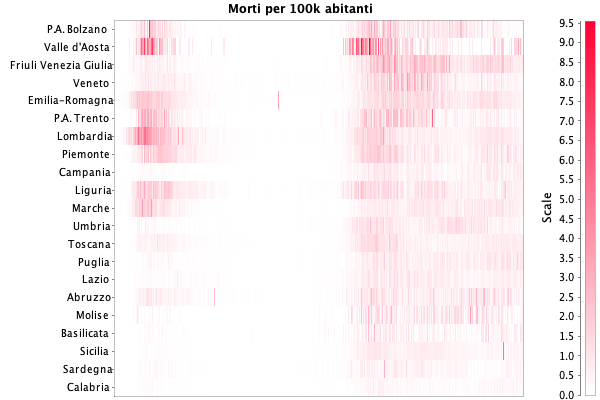 Morti per 100k abitanti
P.A. Bolzano
Valle d'Aosta
Friuli Venezia Giulia
Veneto
Emilia-Romagna
P.A. Trento
Lombardia
Piemonte
Campania
Liguria
Marche
Umbria
Toscana
Puglia
Lazio
Abruzzo
Molise
Basilicata
Sicilia
Sardegna
Calabria
Scale
9.5
9.0
8.5
8.0
7.5
7.0
6.5
6.0
5.5
5.0
4.5
4.0
3.5
3.0
2.5
2.0
1.5
1.0
0.5
0.0